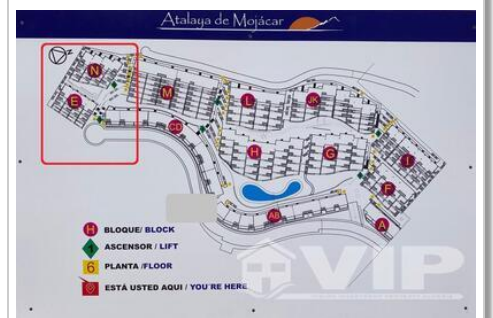 Atalaya de Mojácar
N
M
L
JK
E
CD
I
H
G
F
AB
A
H BLOQUE/ BLOCK
1 ASCENSOR / LIFT
6 PLANTA /FLOOR
ESTÁ USTED AQUI / YOU'RE HERE
VIP